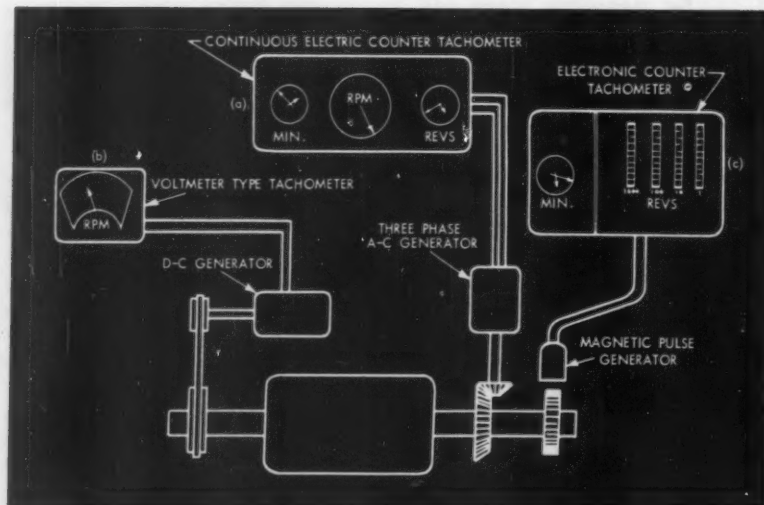 CONTINUOUS ELECTRIC COUNTER TACHOMETER
(a)
RPM
MIN.
REVS
ELECTRONIC COUNTER
TACHOMETER
(c)
MIN.
REVS
(b)
RPM
VOLTMETER TYPE TACHOMETER
D-C GENERATOR
THREE PHASE
A-C GENERATOR
MAGNETIC PULSE
GENERATOR